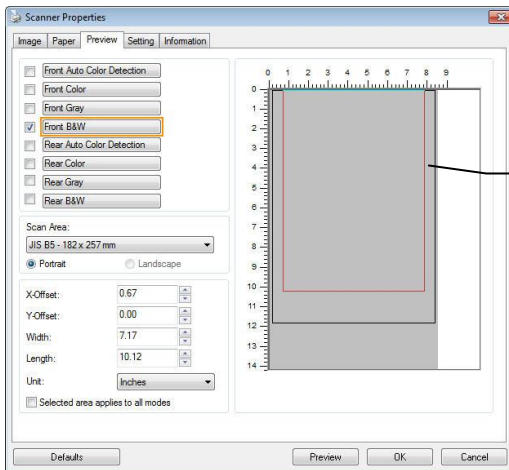 Scanner Properties
Image Paper Preview Setting Information
Front Auto Color Detection
Front Color
Front Gray
Front B&W
Rear Auto Color Detection
Rear Color
Rear Gray
Rear B&W
Scan Area:
JIS B5 - 182 x 257 mm
Portrait Landscape
X-Offset: 0.67
Y-Offset: 0.00
Width: 7.17
Length: 10.12
Unit: Inches
Selected area applies to all modes
0 1 2 3 4 5 6 7 8 9
0
1
2
3
4
5
6
7
8
9
10
11
12
13
14
Defaults Preview OK Cancel